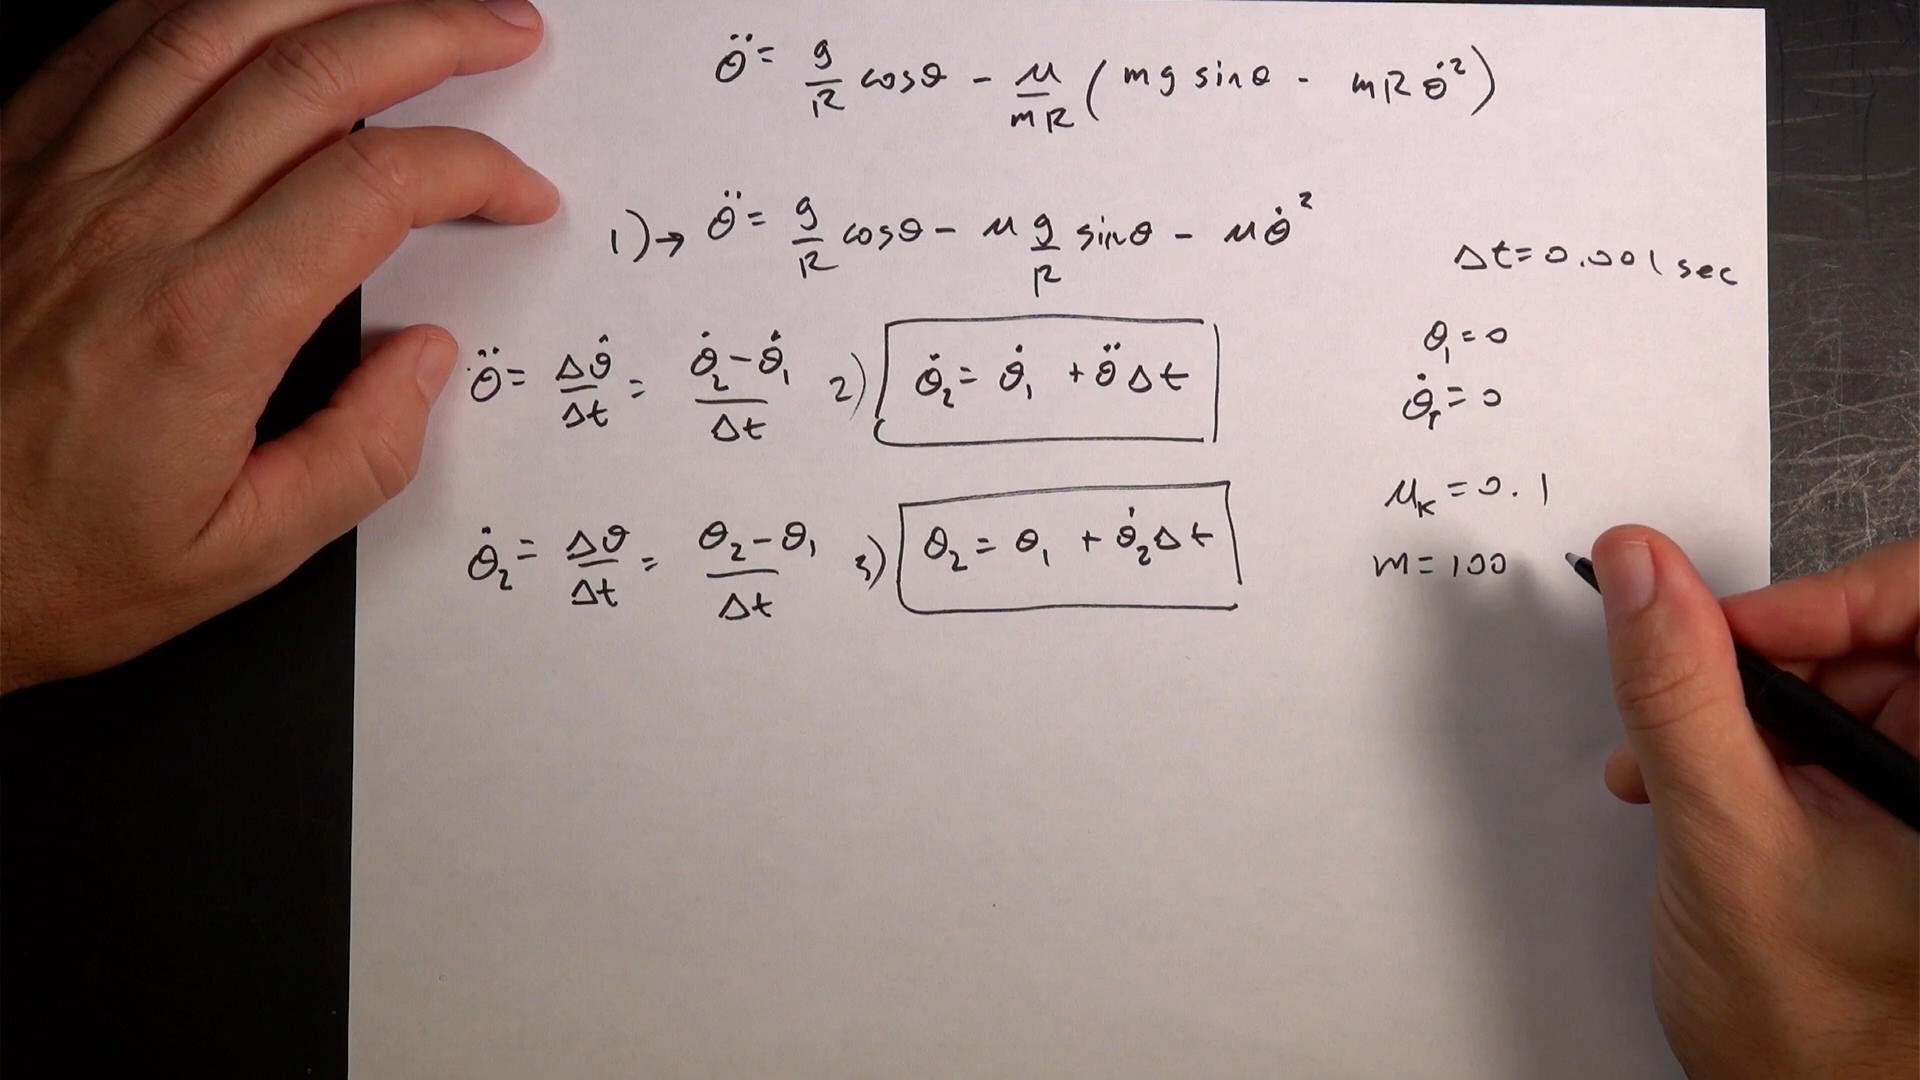 θ̈ = g/R cosθ - μ/mR (mg sinθ - mRθ̇²)
1) → θ̈ = g/R cosθ - μ g/R sinθ - μθ̇²
Δt = 0.001 sec
θ₁ = 0
θ̈ = Δθ̇/Δt = (θ̇₂ - θ̇₁)/Δt 2) θ̇₂ = θ̇₁ + θ̈ Δt
θ̇₁ = 0
μₖ = 0.1
θ̇₂ = Δθ/Δt = (θ₂ - θ₁)/Δt 3) θ₂ = θ₁ + θ̇₂Δt
m = 100